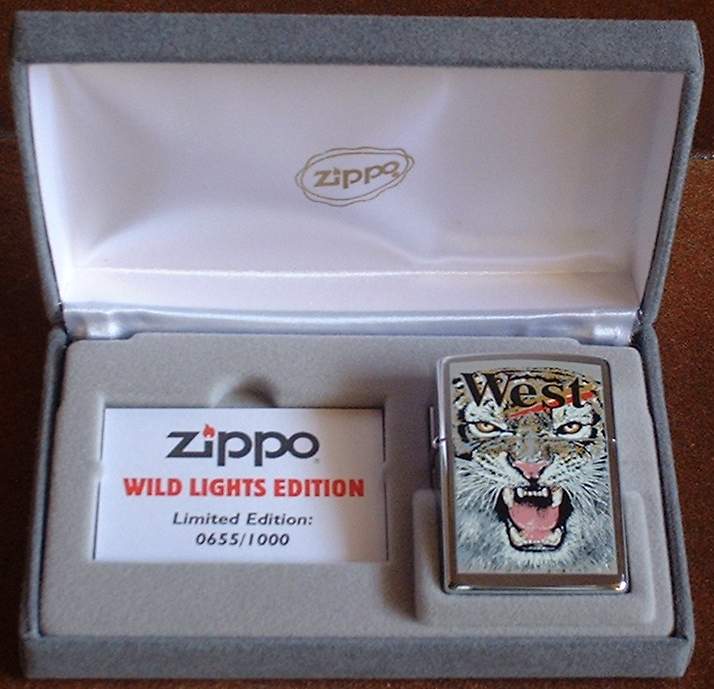 Zippo
West
Zippo
WILD LIGHTS EDITION
Limited Edition:
0655/1000